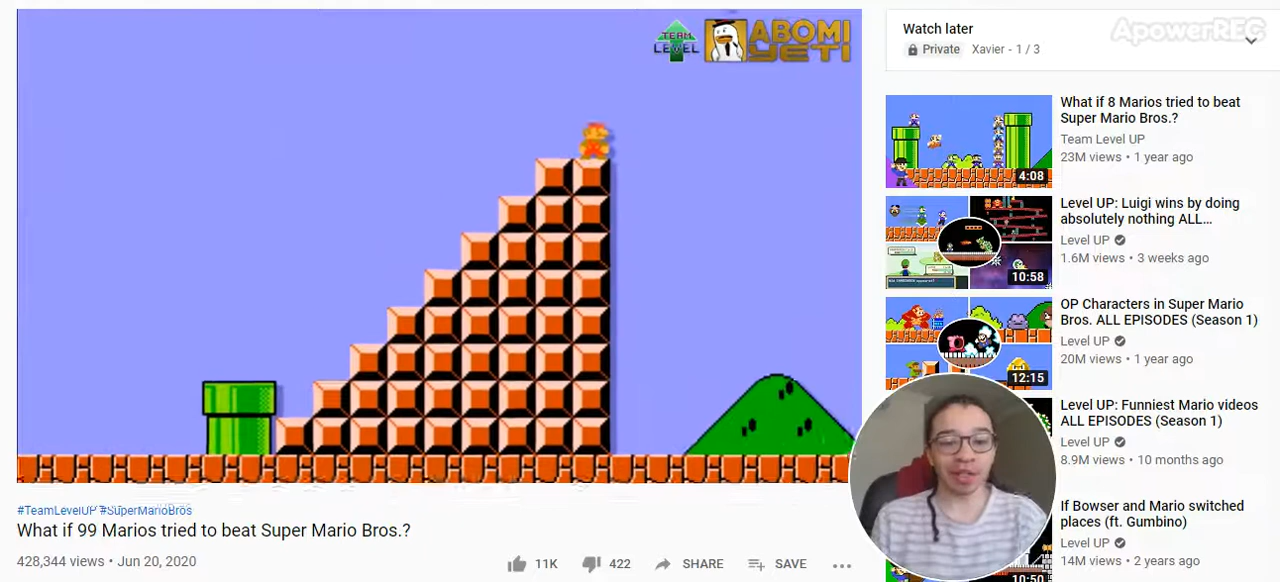 TEAM
LEVEL
ABOMI
YETI
#TeamLevelUP #SuperMarioBros
What if 99 Marios tried to beat Super Mario Bros.?
428,344 views • Jun 20, 2020
11K
422
SHARE
SAVE
Watch later
Private Xavier - 1 / 3
ApowerREC
What if 8 Marios tried to beat
Super Mario Bros.?
Team Level UP
23M views • 1 year ago
4:08
Level UP: Luigi wins by doing
absolutely nothing ALL...
Level UP
1.6M views • 3 weeks ago
10:58
OP Characters in Super Mario
Bros. ALL EPISODES (Season 1)
Level UP
20M views • 1 year ago
12:15
Level UP: Funniest Mario videos
ALL EPISODES (Season 1)
Level UP
8.9M views • 10 months ago
If Bowser and Mario switched
places (ft. Gumbino)
Level UP
14M views • 2 years ago
10:50